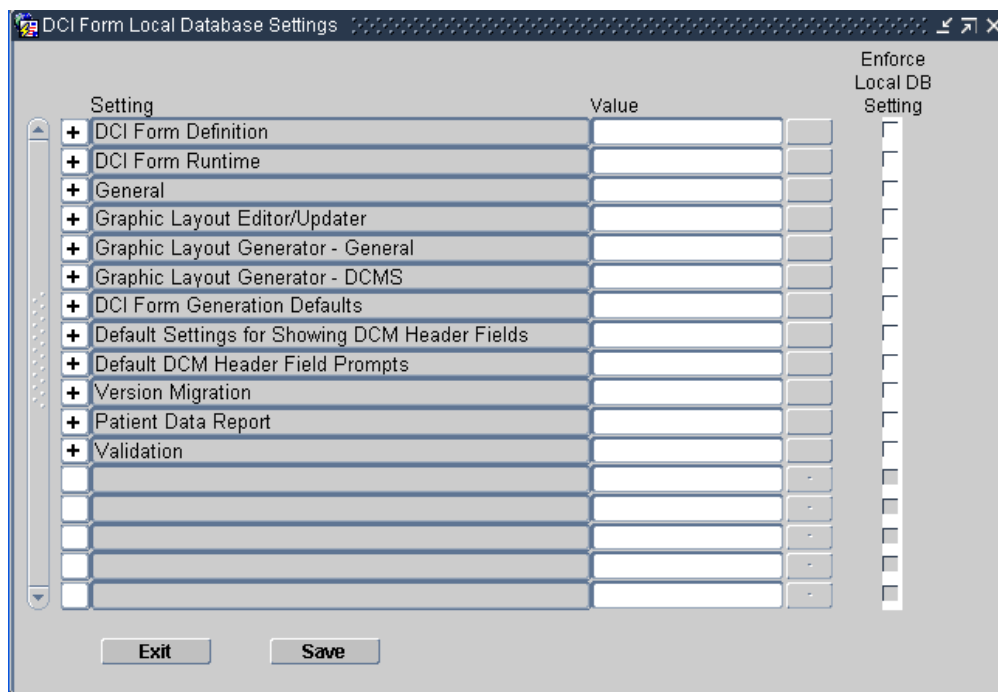 DCI Form Local Database Settings
Enforce
Local DB
Setting Value Setting
+ DCI Form Definition
+ DCI Form Runtime
+ General
+ Graphic Layout Editor/Updater
+ Graphic Layout Generator - General
+ Graphic Layout Generator - DCMS
+ DCI Form Generation Defaults
+ Default Settings for Showing DCM Header Fields
+ Default DCM Header Field Prompts
+ Version Migration
+ Patient Data Report
+ Validation
Exit Save